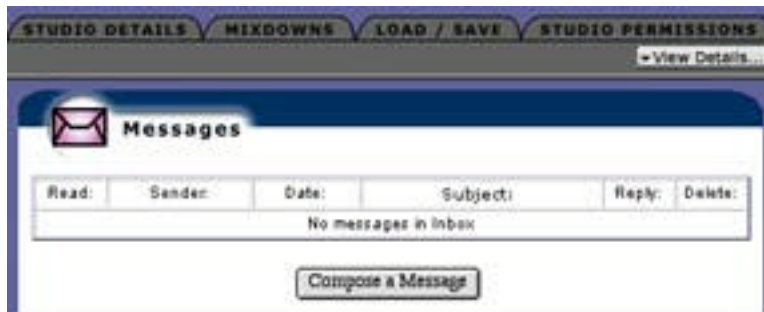 STUDIO DETAILS MIXDOWNS LOAD / SAVE STUDIO PERMISSIONS
View Details...
Messages
Read: Sender: Date: Subject: Reply: Delete:
No messages in Inbox
Compose a Message